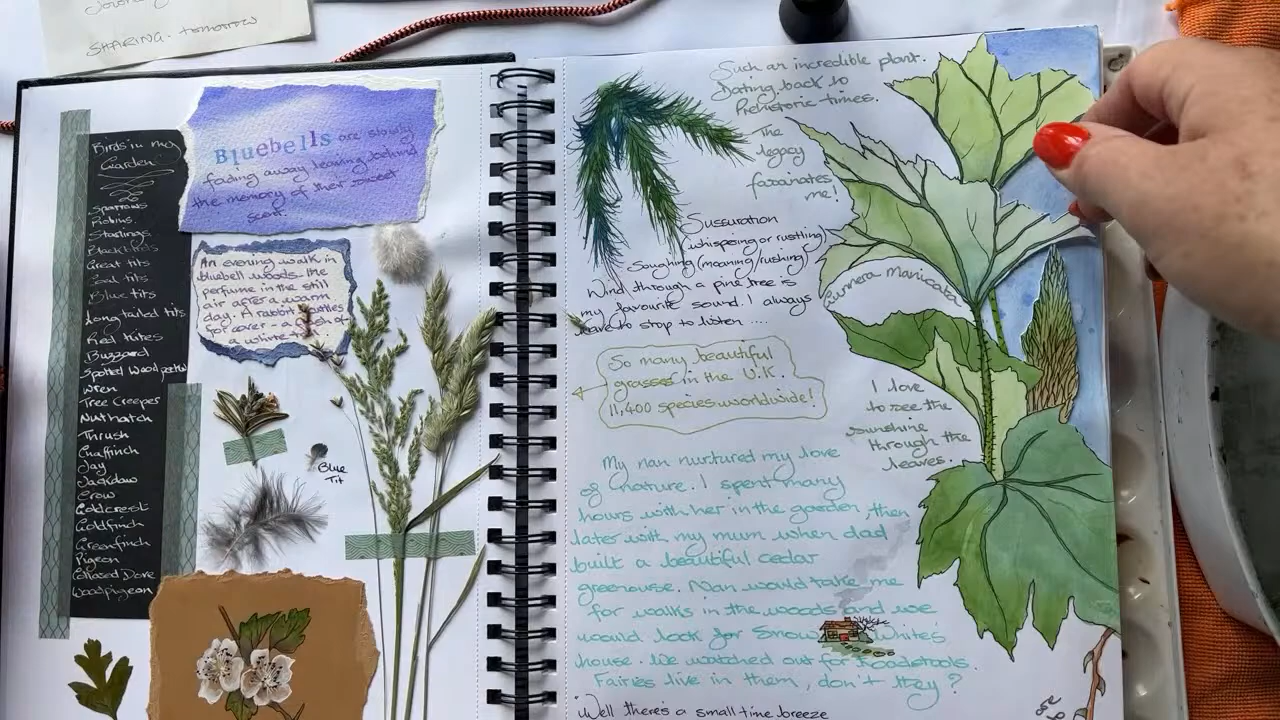 SHARING - tomorrow
Birds in my
Garden
Sparrows
Robins
Starlings
Blackbirds
Great tits
Coal tits
Blue tits
Long tailed tits
Red kites
Buzzard
Spotted Woodpecker
Wren
Tree Creeper
Nuthatch
Thrush
Chaffinch
Jay
Jackdaw
Crow
Goldcrest
Goldfinch
Greenfinch
Pigeon
Collared Dove
Woodpigeon
Bluebells are slowly
fading away leaving behind
the memory of their sweet
scent.
An evening walk in
bluebell woods. The
perfume in the still
air after a warm
day. A rabbit
for cover - a
a white
Blue
Tit
Such an incredible plant.
Dating back to
Prehistoric times.
The
legacy
fascinates
me!
Sussuration
(whispering or rustling)
Soughing (moaning/rushing)
Wind through a pine tree is
my favourite sound. I always
have to stop to listen ....
Gunnera Manicata
So many beautiful
grasses in the U.K.
11,400 species worldwide!
I love
to see the
sunshine
through the
leaves.
My nan nurtured my love
of nature. I spent many
hours with her in the garden, then
later with my mum when dad
built a beautiful cedar
greenouse. Nan would take me
for walks in the woods and we
would look for Snow White's
house. We watched out for toadstools.
Fairies live in them, don't they?
"Well there's a small time breeze